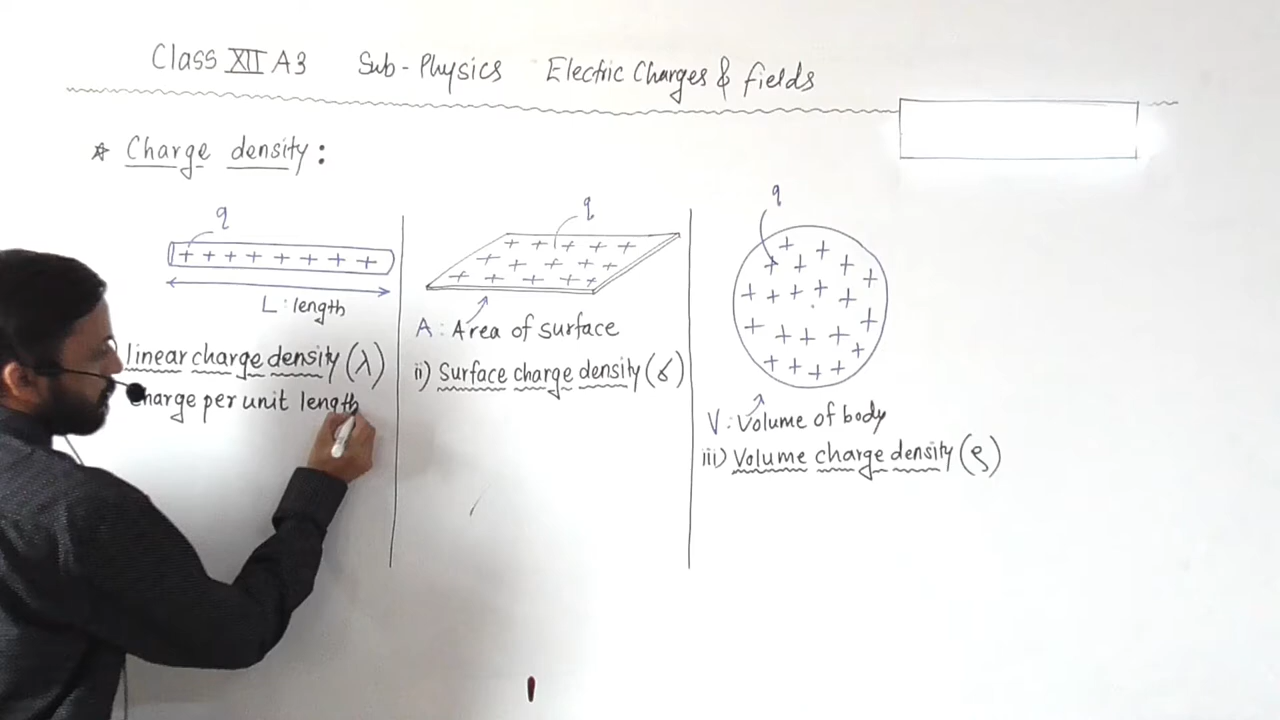 Class XII A3 Sub-Physics Electric Charges & fields
* Charge density:
q
L: length
linear charge density (λ)
charge per unit length
q
A: Area of surface
ii) Surface charge density (σ)
q
V: Volume of body
iii) Volume charge density (ρ)